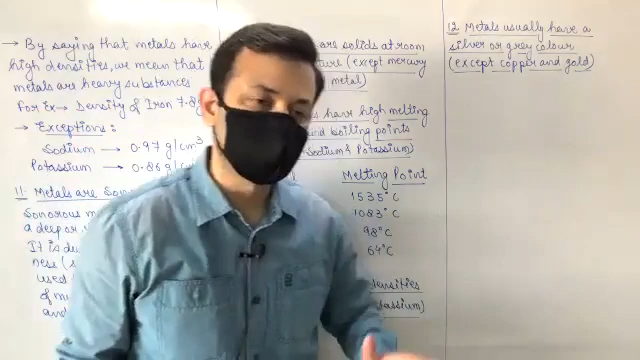 → By saying that metals have
high densities, we mean that
metals are heavy substances
For Ex → Density of Iron 7.8
→ Exceptions:
Sodium → 0.97 g/cm³
Potassium → 0.86 g/c
11. Metals are Sono
Sonorous m
a deep or
It is du
ness (
used
of m
and
are solids at room
(except mercury
metal)
have high melting
and boiling points
Sodium & Potassium)
Melting Point
1535°C
1083°C
98°C
64°C
densities
tassium)
12. Metals usually have a
silver or grey colour
(except copper and gold)